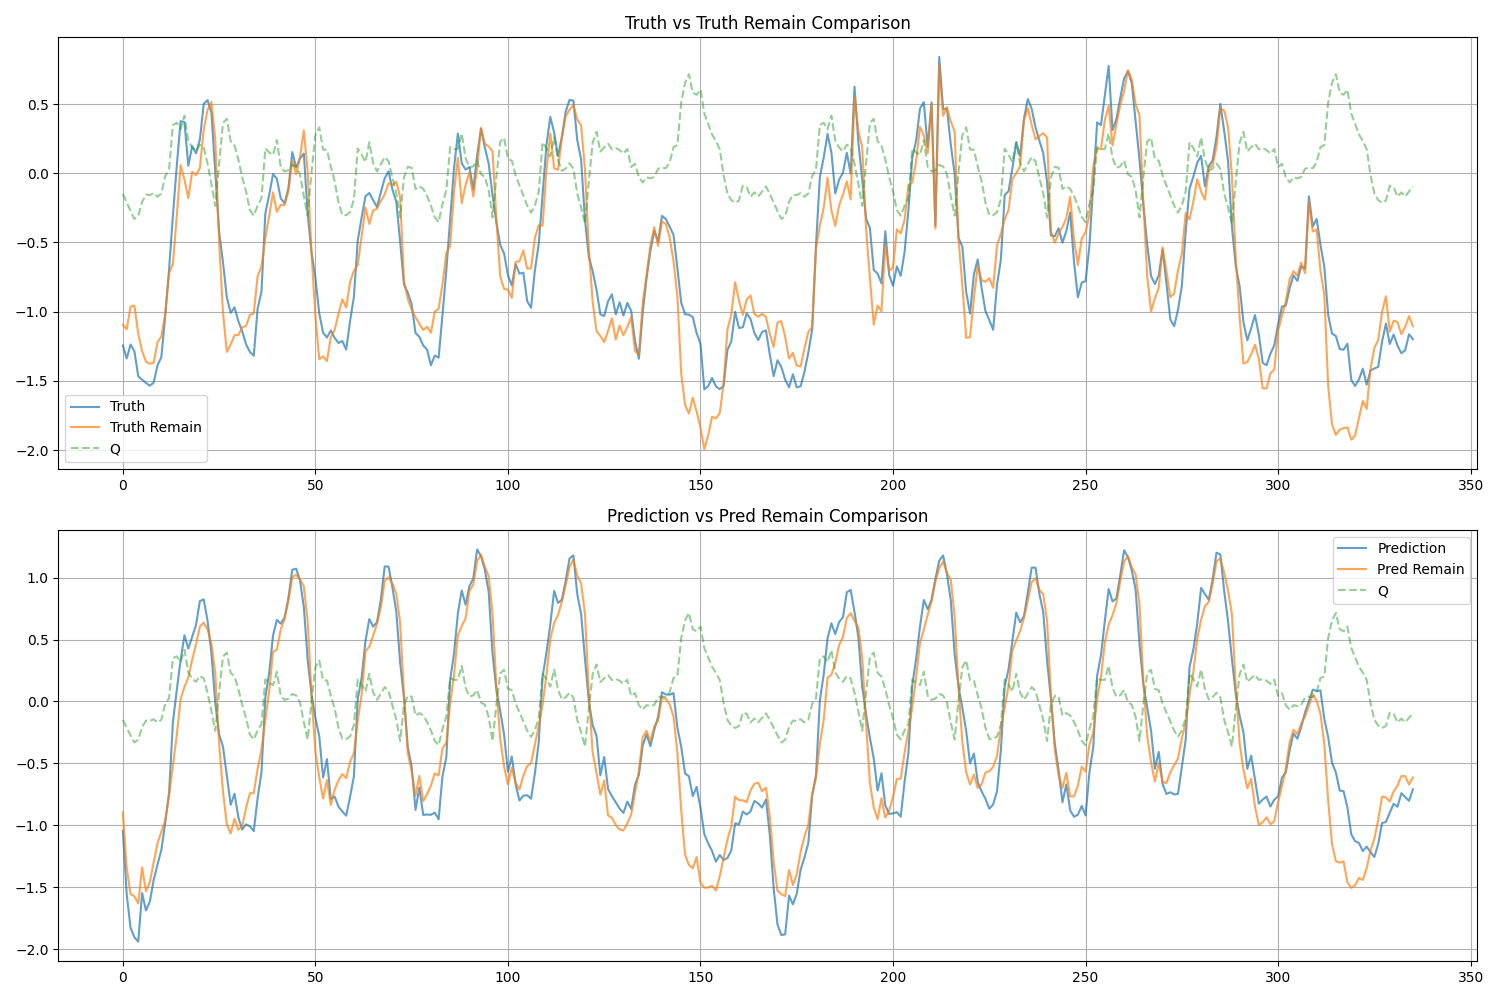 Truth vs Truth Remain Comparison
0.5
0.0
−0.5
−1.0
−1.5
−2.0
Truth
Truth Remain
Q
0 50 100 150 200 250 300 350
Prediction vs Pred Remain Comparison
1.0
0.5
0.0
−0.5
−1.0
−1.5
−2.0
Prediction
Pred Remain
Q
0 50 100 150 200 250 300 350